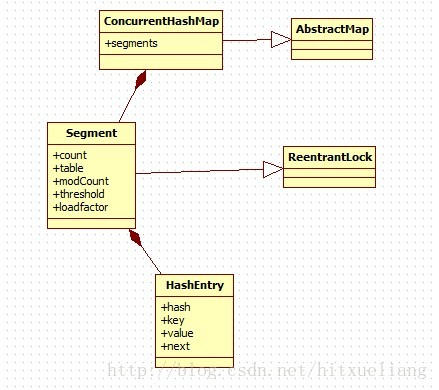 ConcurrentHashMap
+segments
AbstractMap
Segment
+count
+table
+modCount
+threshold
+loadfactor
ReentrantLock
HashEntry
+hash
+key
+value
+next
http://blog.csdn.net/hitxueliang